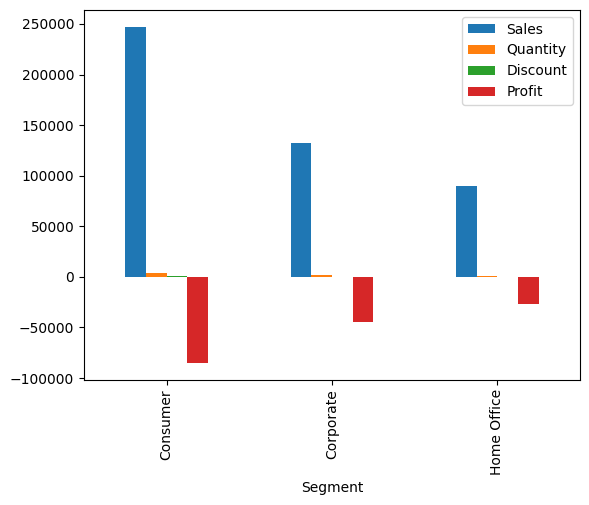 250000
200000
150000
100000
50000
0
−50000
−100000
Sales
Quantity
Discount
Profit
Consumer
Corporate
Home Office
Segment